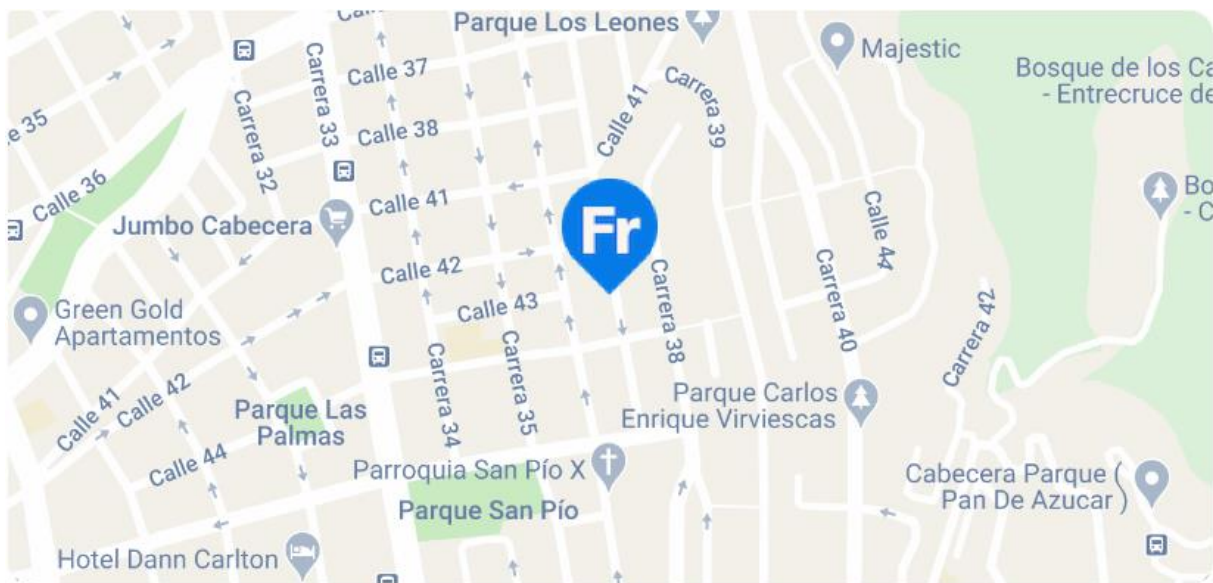 Parque Los Leones
Majestic
Bosque de los Ca
- Entrecruce de
Calle 37
Carrera 33
Carrera 32
Calle 38
Calle 41
Carrera 39
e 35
Calle 36
Jumbo Cabecera
Calle 41
Fr
Calle 44
Bo
- C
Calle 42
Calle 43
Carrera 38
Carrera 40
Carrera 42
Green Gold
Apartamentos
Carrera 34
Carrera 35
Calle 41
Calle 42
Parque Las
Palmas
Parque Carlos
Enrique Virviescas
Calle 44
Parroquia San Pío X
Parque San Pío
Cabecera Parque (
Pan De Azucar )
Hotel Dann Carlton